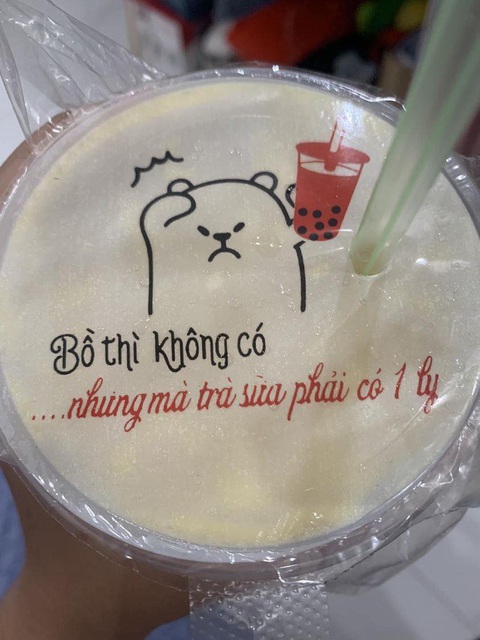 Bồ thì không có
....nhưng mà trà sữa phải có 1 ly